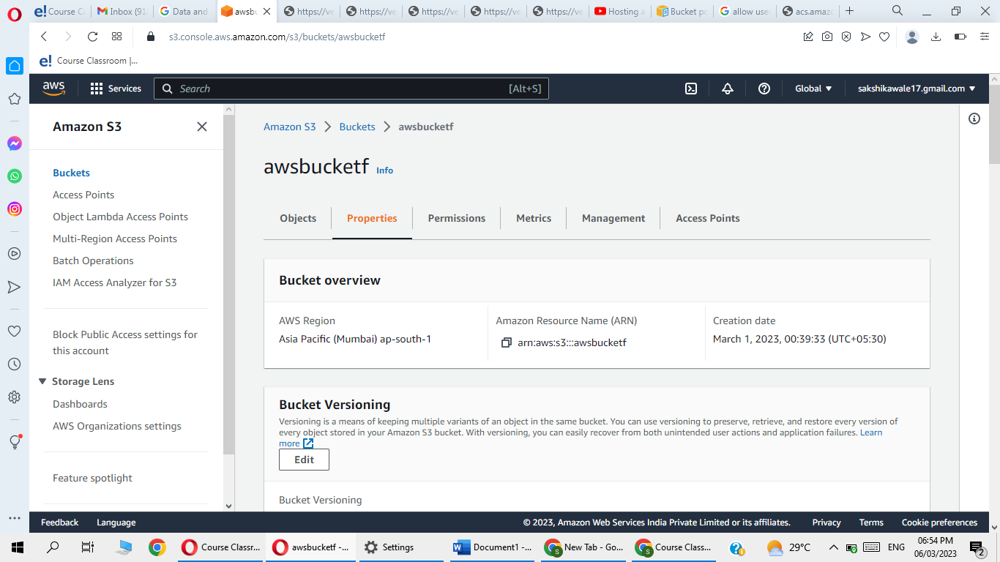 e! Course Cl
Inbox (91
Data and
awsbu
https://ve
https://ve
https://ve
https://ve
https://ve
Hosting a
Bucket po
allow user
acs.amazo
s3.console.aws.amazon.com/s3/buckets/awsbucketf
e! Course Classroom |...
aws
Services
Search
[Alt+S]
Global
sakshikawale17.gmail.com
Amazon S3
Buckets
Access Points
Object Lambda Access Points
Multi-Region Access Points
Batch Operations
IAM Access Analyzer for S3
Block Public Access settings for
this account
Storage Lens
Dashboards
AWS Organizations settings
Feature spotlight
Amazon S3 > Buckets > awsbucketf
awsbucketf Info
Objects
Properties
Permissions
Metrics
Management
Access Points
Bucket overview
AWS Region
Asia Pacific (Mumbai) ap-south-1
Amazon Resource Name (ARN)
arn:aws:s3:::awsbucketf
Creation date
March 1, 2023, 00:39:33 (UTC+05:30)
Bucket Versioning
Versioning is a means of keeping multiple variants of an object in the same bucket. You can use versioning to preserve, retrieve, and restore every version of
every object stored in your Amazon S3 bucket. With versioning, you can easily recover from both unintended user actions and application failures. Learn
more
Edit
Bucket Versioning
Feedback
Language
© 2023, Amazon Web Services India Private Limited or its affiliates.
Privacy
Terms
Cookie preferences
Course Classr...
awsbucketf -...
Settings
Document1 -...
New Tab - Go...
Course Classr...
29°C
ENG
06:54 PM
06/03/2023
2